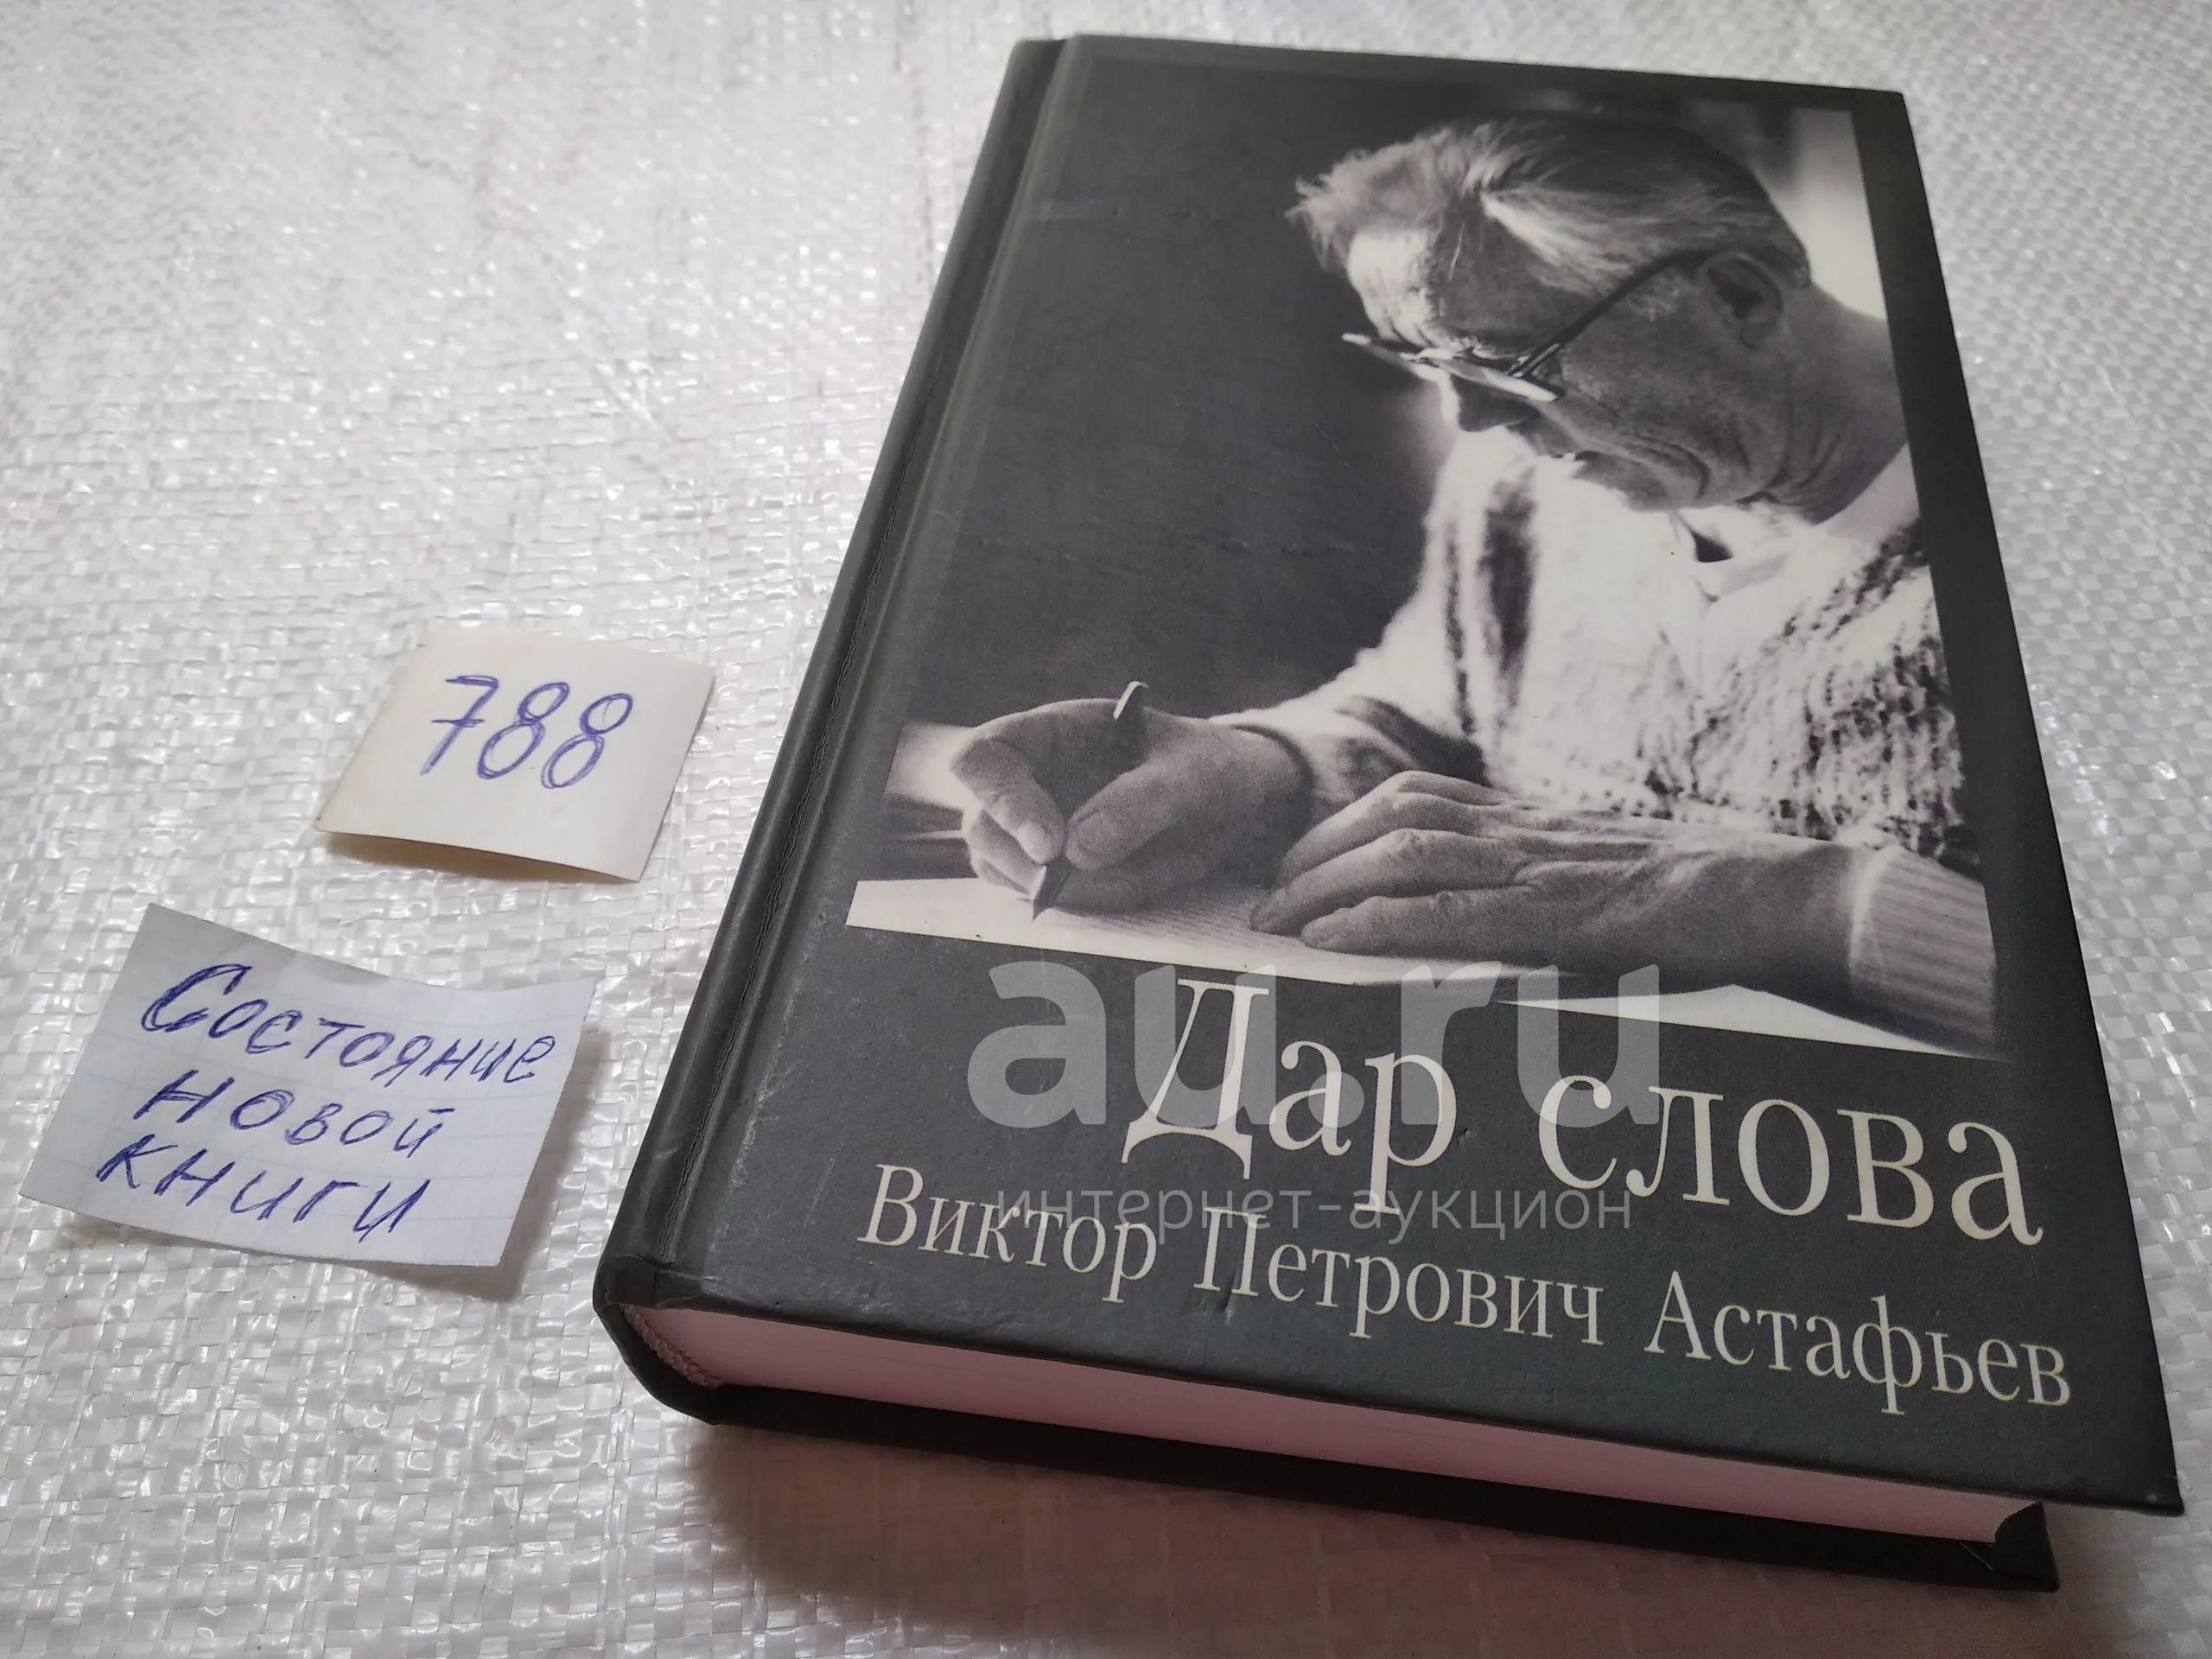 788
Состояние
новой
книги
au.ru
Дар слова
интернет-аукцион
Виктор Петрович Астафьев